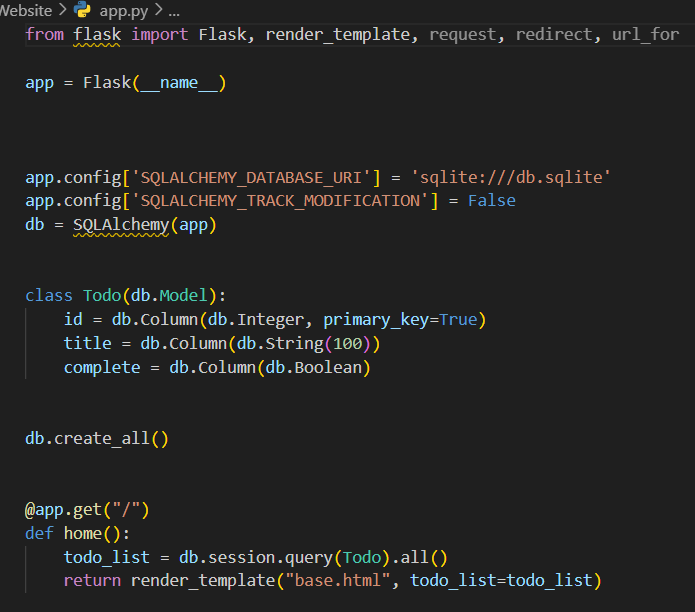 Website > app.py > ...
from flask import Flask, render_template, request, redirect, url_for
app = Flask(__name__)
app.config['SQLALCHEMY_DATABASE_URI'] = 'sqlite:///db.sqlite'
app.config['SQLALCHEMY_TRACK_MODIFICATION'] = False
db = SQLAlchemy(app)
class Todo(db.Model):
    id = db.Column(db.Integer, primary_key=True)
    title = db.Column(db.String(100))
    complete = db.Column(db.Boolean)
db.create_all()
@app.get("/")
def home():
    todo_list = db.session.query(Todo).all()
    return render_template("base.html", todo_list=todo_list)